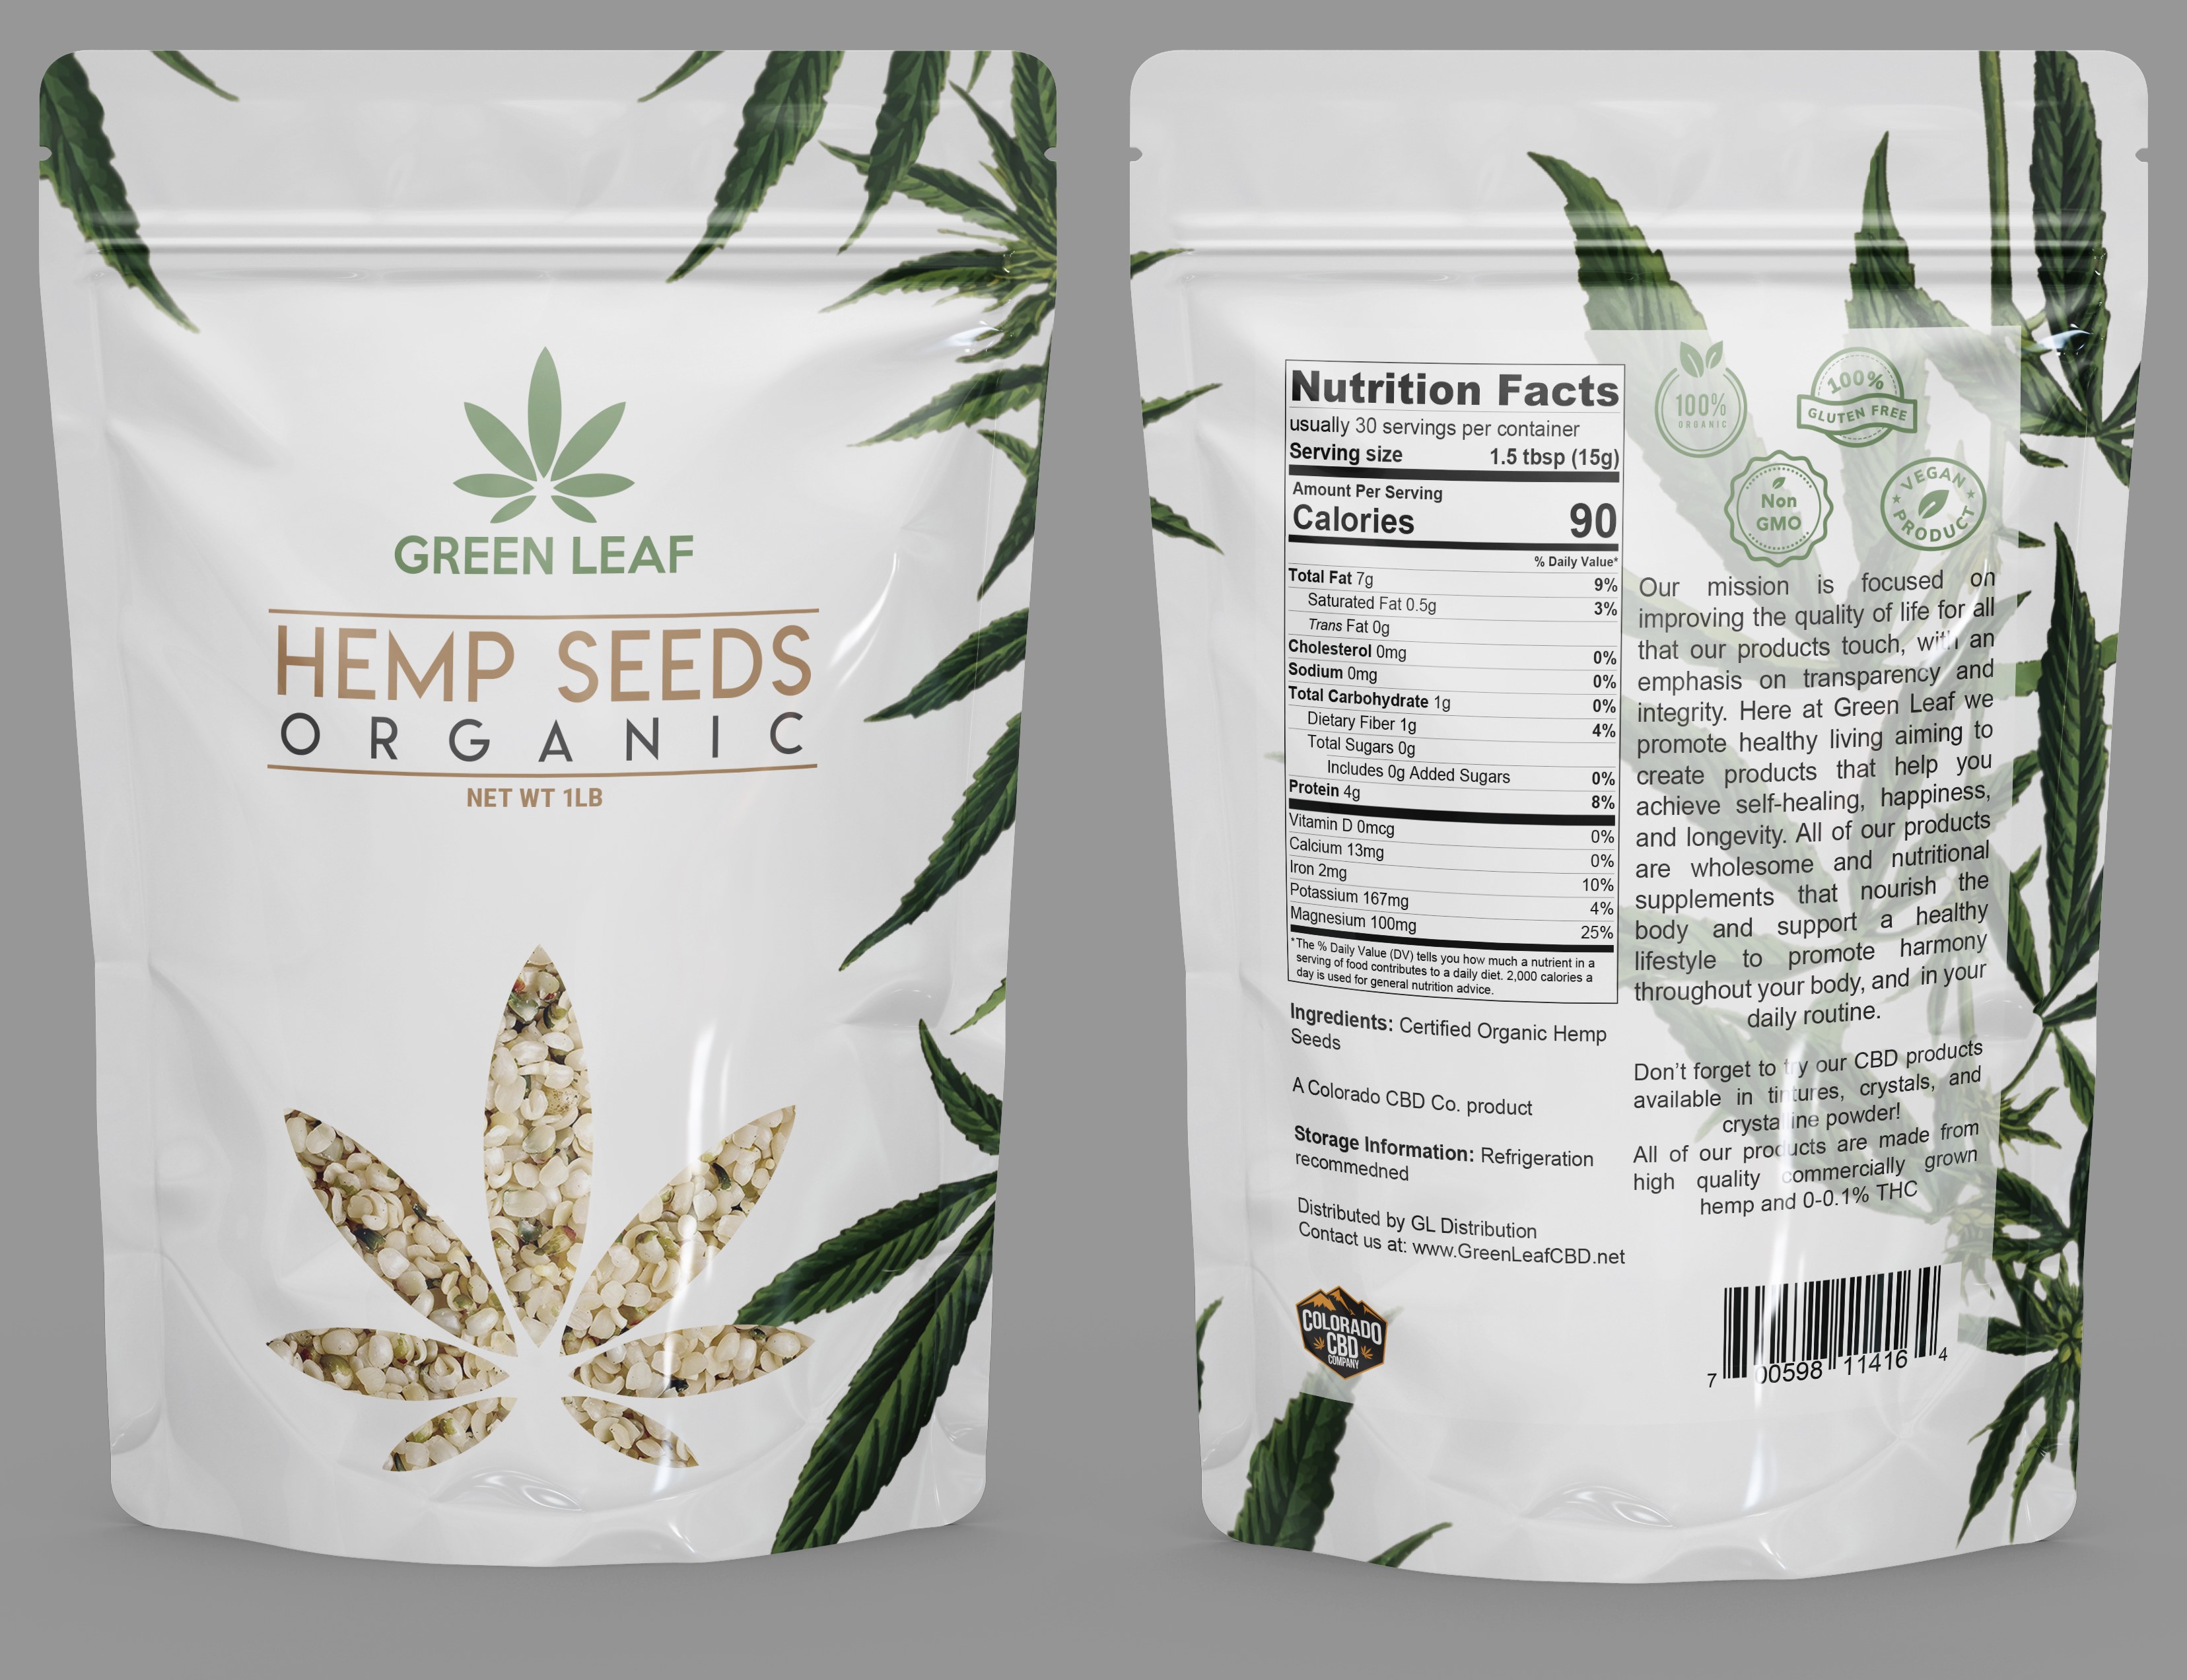 GREEN LEAF
HEMP SEEDS
ORGANIC
NET WT 1LB
Nutrition Facts
usually 30 servings per container
Serving size 1.5 tbsp (15g)
Amount Per Serving
Calories 90
% Daily Value*
Total Fat 7g 9%
Saturated Fat 0.5g 3%
Trans Fat 0g
Cholesterol 0mg 0%
Sodium 0mg 0%
Total Carbohydrate 1g 0%
Dietary Fiber 1g 4%
Total Sugars 0g
Includes 0g Added Sugars 0%
Protein 4g 8%
Vitamin D 0mcg 0%
Calcium 13mg 0%
Iron 2mg 10%
Potassium 167mg 4%
Magnesium 100mg 25%
*The % Daily Value (DV) tells you how much a nutrient in a
serving of food contributes to a daily diet. 2,000 calories a
day is used for general nutrition advice.
Ingredients: Certified Organic Hemp
Seeds
A Colorado CBD Co. product
Storage Information: Refrigeration
recommedned
Distributed by GL Distribution
Contact us at: www.GreenLeafCBD.net
COLORADO
CBD
COMPANY
100%
ORGANIC
100%
GLUTEN FREE
Non
GMO
VEGAN
PRODUCT
Our mission is focused on
improving the quality of life for all
that our products touch, with an
emphasis on transparency and
integrity. Here at Green Leaf we
promote healthy living aiming to
create products that help you
achieve self-healing, happiness,
and longevity. All of our products
are wholesome and nutritional
supplements that nourish the
body and support a healthy
lifestyle to promote harmony
throughout your body, and in your
daily routine.
Don't forget to try our CBD products
available in tintures, crystals, and
crystalline powder!
All of our products are made from
high quality commercially grown
hemp and 0-0.1% THC
7 00598 11416 4